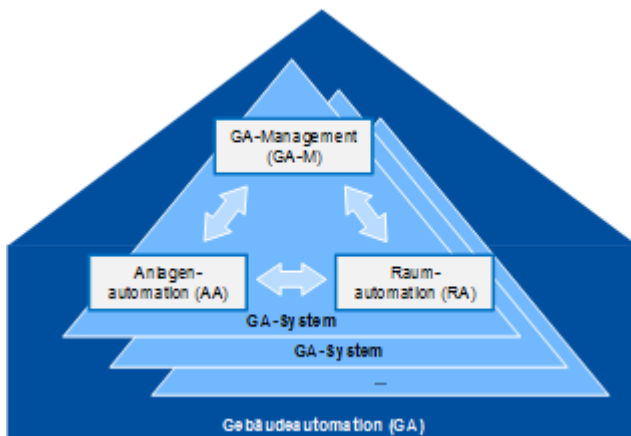 GA-Management
(GA-M)
Anlagen-
automation (AA)
Raum-
automation (RA)
GA-System
GA-System
...
Gebäudeautomation (GA)